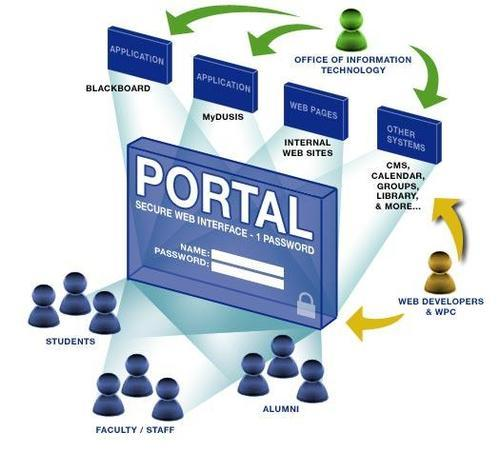 OFFICE OF INFORMATION
TECHNOLOGY
APPLICATION
BLACKBOARD
APPLICATION
MyDUSIS
WEB PAGES
INTERNAL
WEB SITES
OTHER
SYSTEMS
CMS,
CALENDAR,
GROUPS,
LIBRARY,
& MORE...
PORTAL
SECURE WEB INTERFACE - 1 PASSWORD
NAME:
PASSWORD:
WEB DEVELOPERS
& WPC
STUDENTS
FACULTY / STAFF
ALUMNI